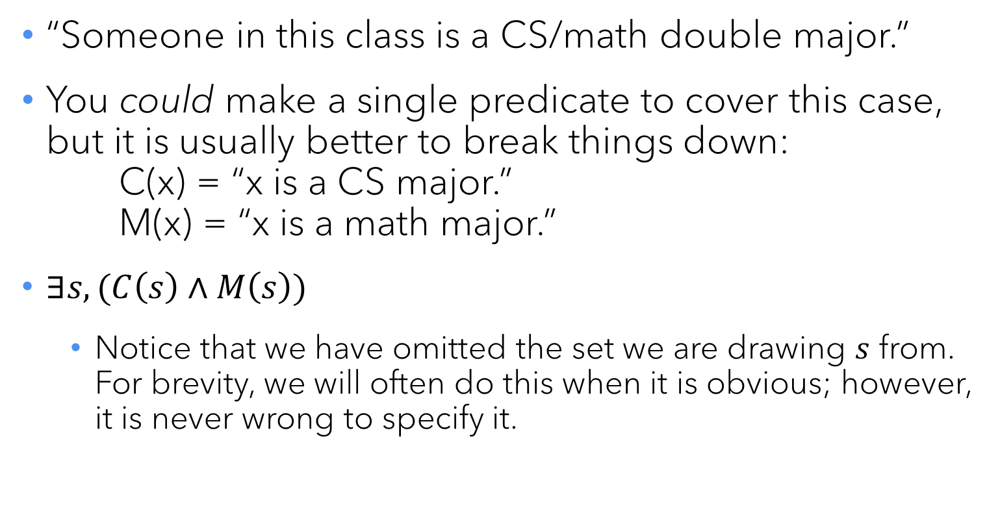 • “Someone in this class is a CS/math double major.”
• You could make a single predicate to cover this case,
but it is usually better to break things down:
C(x) = “x is a CS major.”
M(x) = “x is a math major.”
• ∃s, (C(s) ∧ M(s))
• Notice that we have omitted the set we are drawing s from.
For brevity, we will often do this when it is obvious; however,
it is never wrong to specify it.